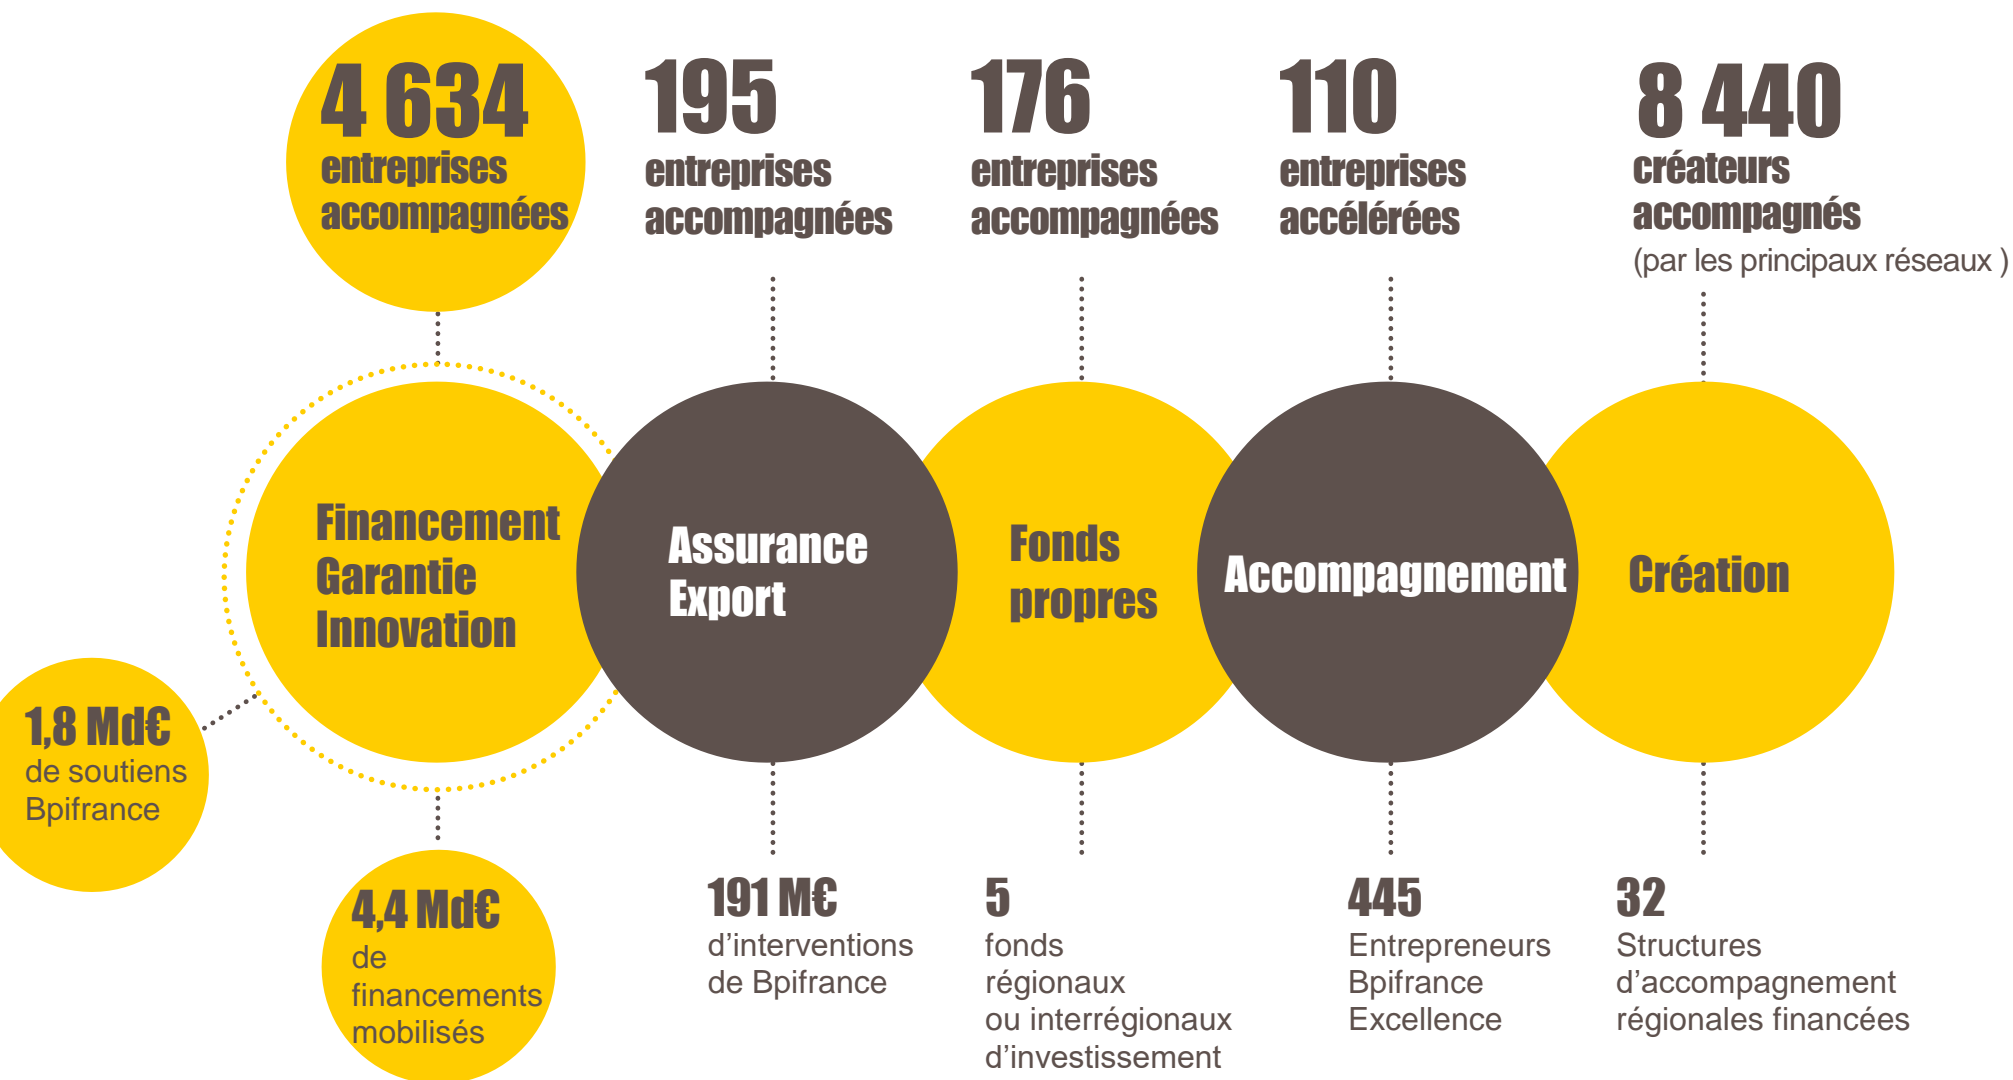 4 634
entreprises
accompagnées
195
entreprises
accompagnées
176
entreprises
accompagnées
110
entreprises
accélérées
8 440
créateurs
accompagnés
(par les principaux réseaux )
Financement
Garantie
Innovation
Assurance
Export
Fonds
propres
Accompagnement
Création
1,8 Md€
de soutiens
Bpifrance
4,4 Md€
de
financements
mobilisés
191 M€
d’interventions
de Bpifrance
5
fonds
régionaux
ou interrégionaux
d’investissement
445
Entrepreneurs
Bpifrance
Excellence
32
Structures
d’accompagnement
régionales financées